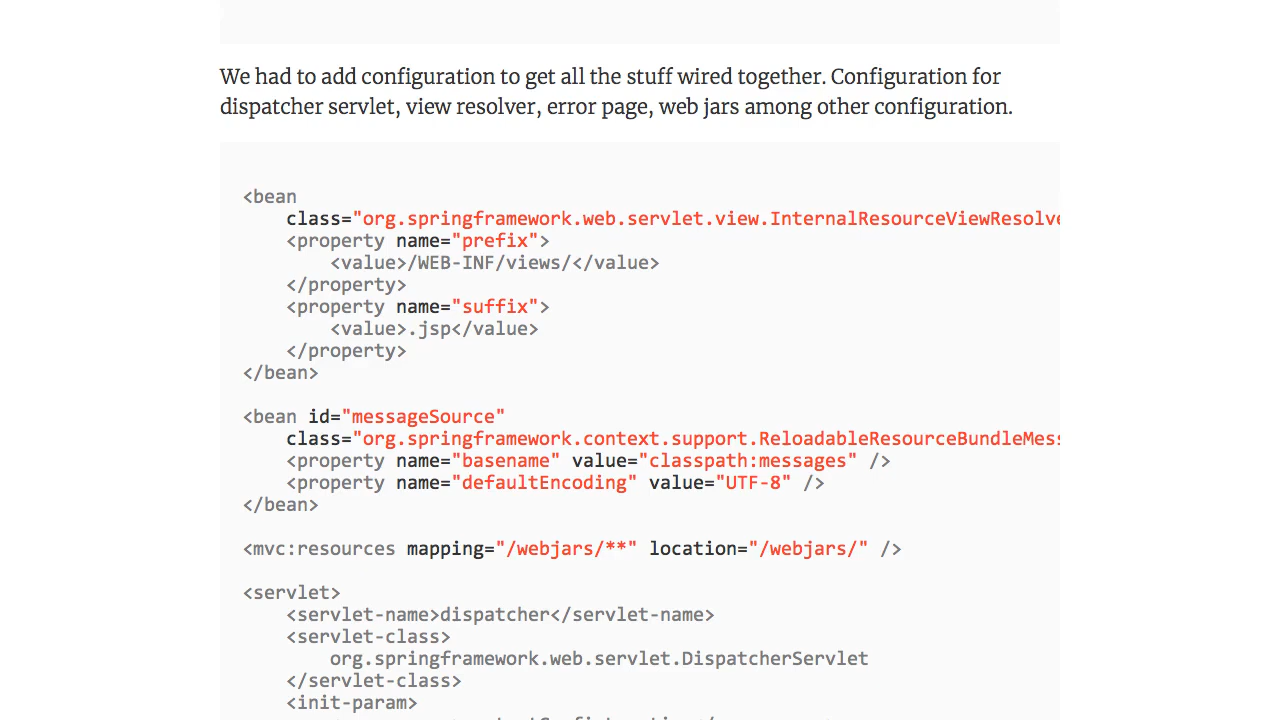 We had to add configuration to get all the stuff wired together. Configuration for
dispatcher servlet, view resolver, error page, web jars among other configuration.
<bean
    class="org.springframework.web.servlet.view.InternalResourceViewResolve
    <property name="prefix">
        <value>/WEB-INF/views/</value>
    </property>
    <property name="suffix">
        <value>.jsp</value>
    </property>
</bean>
<bean id="messageSource"
    class="org.springframework.context.support.ReloadableResourceBundleMess
    <property name="basename" value="classpath:messages" />
    <property name="defaultEncoding" value="UTF-8" />
</bean>
<mvc:resources mapping="/webjars/**" location="/webjars/" />
<servlet>
    <servlet-name>dispatcher</servlet-name>
    <servlet-class>
        org.springframework.web.servlet.DispatcherServlet
    </servlet-class>
    <init-param>